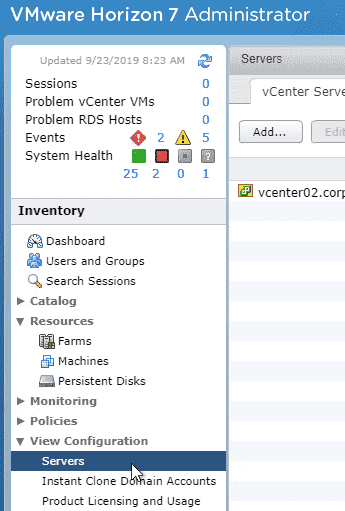 VMware Horizon 7 Administrator
Updated 9/23/2019 8:23 AM
Sessions 0
Problem vCenter VMs 0
Problem RDS Hosts 0
Events 2 5
System Health
25 2 0 1
Inventory
Dashboard
Users and Groups
Search Sessions
Catalog
Resources
Farms
Machines
Persistent Disks
Monitoring
Policies
View Configuration
Servers
Instant Clone Domain Accounts
Product Licensing and Usage
Servers
vCenter Serve
Add... Edi
vcenter02.corp